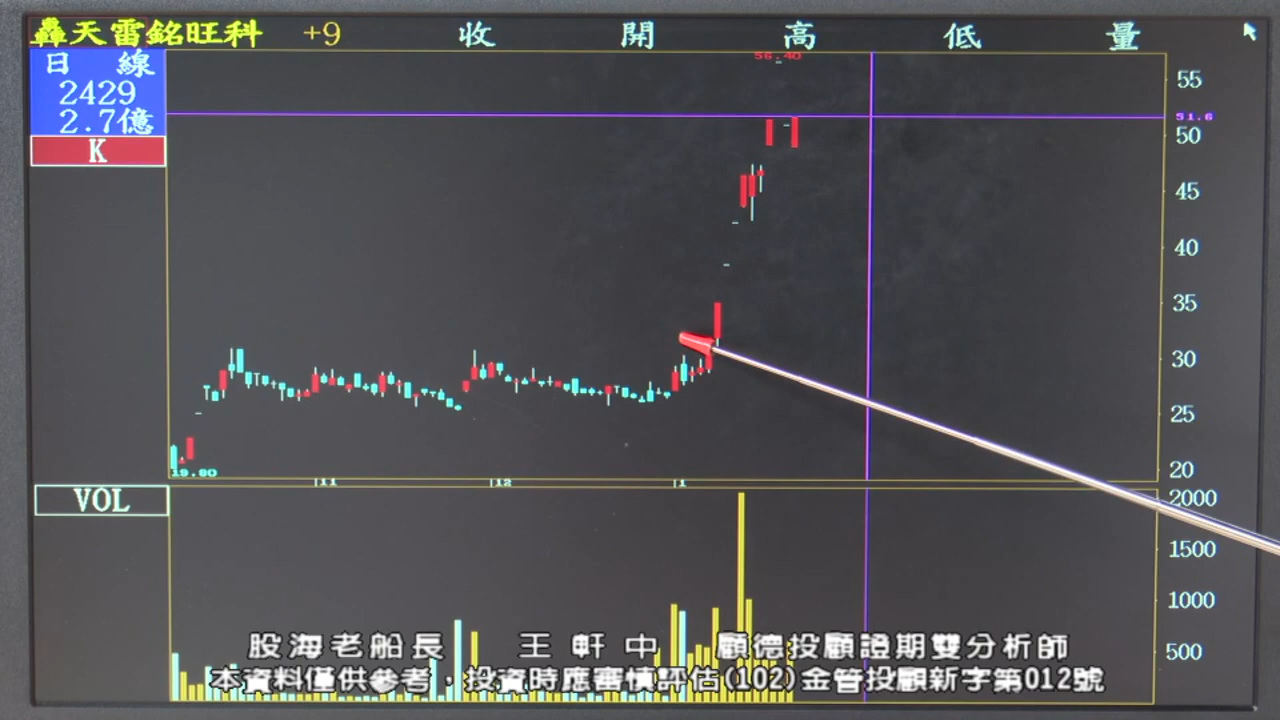 轟天雷銘旺科 +9 收 開 高 低 量
日 線
2429
2.7億
K
56.40
55
51.6
50
45
40
35
30
25
20
19.80
11 12 1
VOL
2000
1500
1000
500
股海老船長 王軒中 顧德投顧證期雙分析師
本資料僅供參考,投資時應審慎評估(102)金管投顧新字第012號